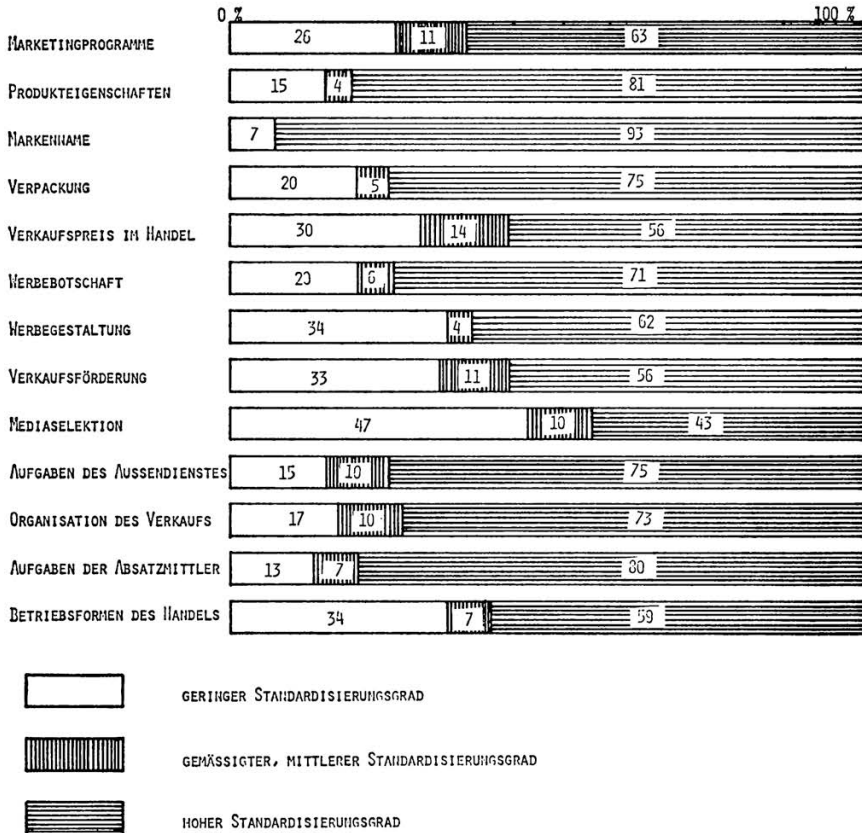 0 % 100 %
MARKETINGPROGRAMME 26 11 63
PRODUKTEIGENSCHAFTEN 15 4 81
MARKENNAME 7 93
VERPACKUNG 20 5 75
VERKAUFSPREIS IM HANDEL 30 14 56
WERBEBOTSCHAFT 20 6 71
WERBEGESTALTUNG 34 4 62
VERKAUFSFÖRDERUNG 33 11 56
MEDIASELEKTION 47 10 43
AUFGABEN DES AUSSENDIENSTES 15 10 75
ORGANISATION DES VERKAUFS 17 10 73
AUFGABEN DER ABSATZMITTLER 13 7 80
BETRIEBSFORMEN DES HANDELS 34 7 59
GERINGER STANDARDISIERUNGSGRAD
GEMÄSSIGTER, MITTLERER STANDARDISIERUNGSGRAD
HOHER STANDARDISIERUNGSGRAD